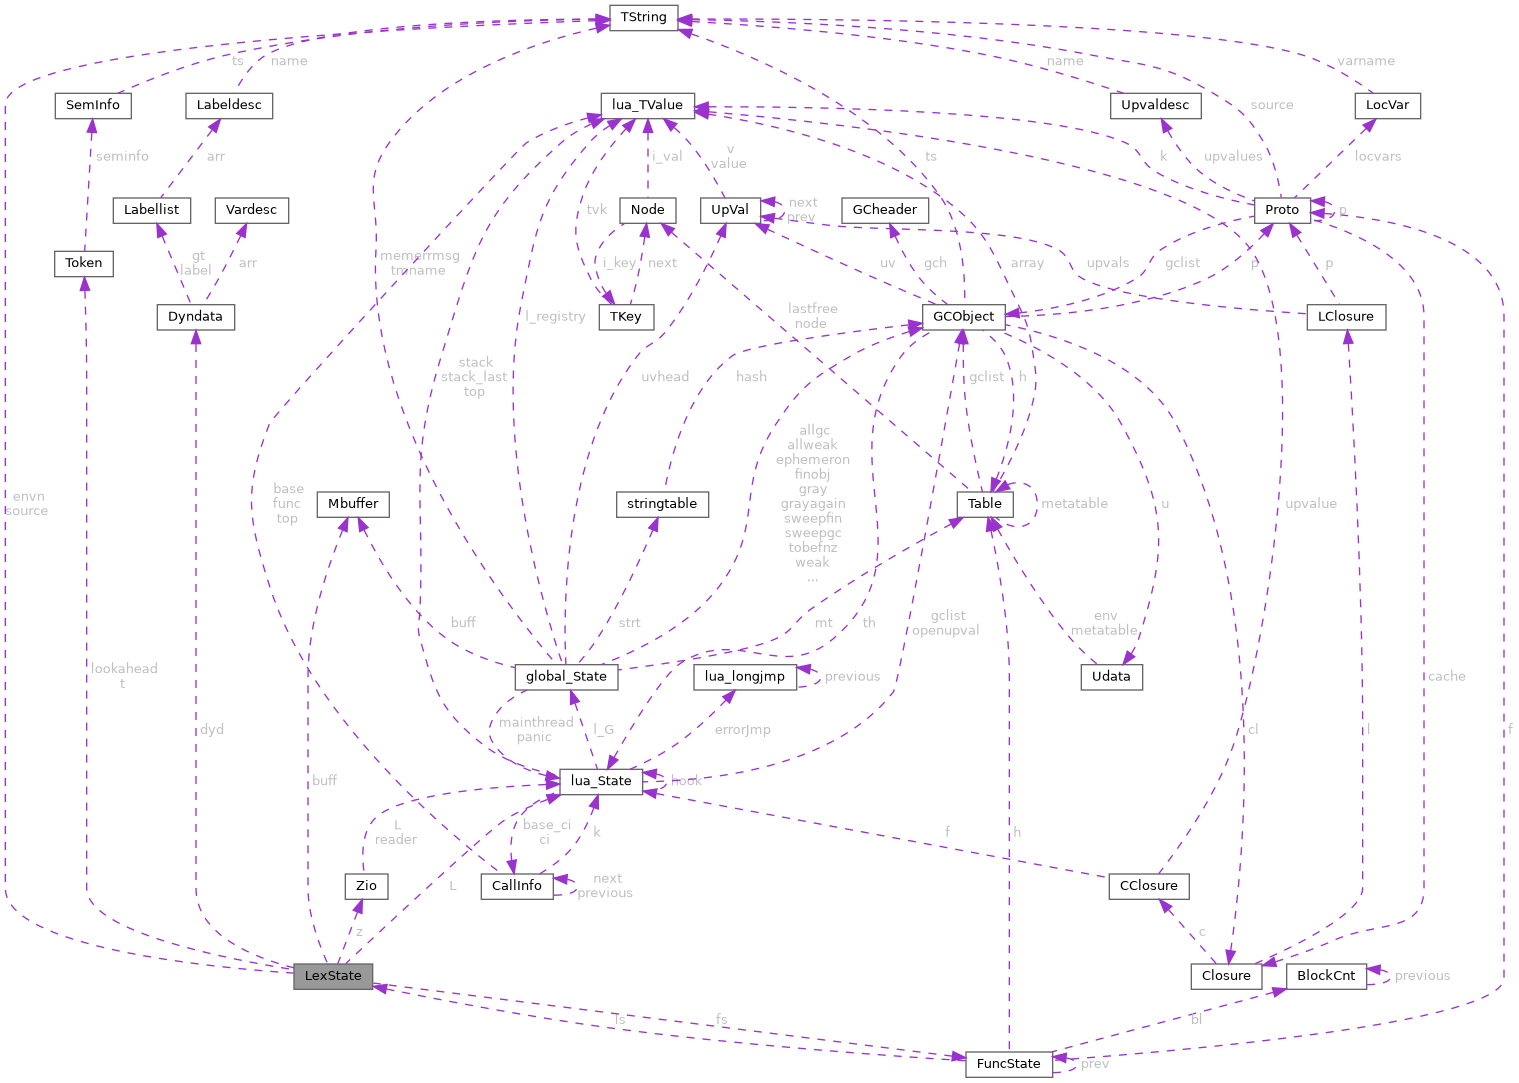 TString
ts
name
name
varname
SemInfo
Labeldesc
lua_TValue
Upvaldesc
source
LocVar
seminfo
arr
i_val
v
value
ts
k
upvalues
locvars
Labellist
Vardesc
tvk
Node
UpVal
next
prev
GCheader
Proto
p
Token
gt
label
arr
memerrmsg
tmname
i_key
next
uv
gch
array
upvals
gclist
p
p
Dyndata
l_registry
TKey
lastfree
node
GCObject
LClosure
stack
stack_last
top
uvhead
hash
gclist
h
allgc
allweak
ephemeron
finobj
gray
grayagain
sweepfin
sweepgc
tobefnz
weak
...
envn
source
base
func
top
Mbuffer
stringtable
Table
metatable
u
upvalue
buff
strt
mt
th
gclist
openupval
env
metatable
lookahead
t
global_State
lua_longjmp
previous
Udata
cache
dyd
mainthread
panic
l_G
errorJmp
cl
l
f
buff
lua_State
hook
L
reader
base_ci
ci
k
f
h
Zio
L
CallInfo
next
previous
CClosure
z
c
LexState
Closure
BlockCnt
previous
ls
fs
bl
FuncState
prev